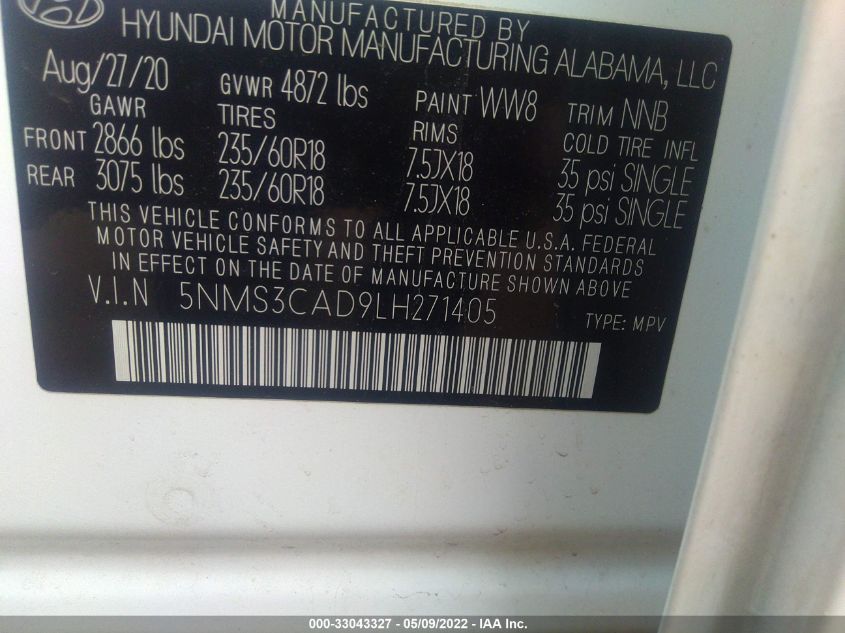 MANUFACTURED BY
HYUNDAI MOTOR MANUFACTURING ALABAMA, LLC
Aug/27/20 GVWR 4872 lbs PAINT WW8 TRIM NNB
GAWR TIRES RIMS COLD TIRE INFL
FRONT 2866 lbs 235/60R18 7.5JX18 35 psi SINGLE
REAR 3075 lbs 235/60R18 7.5JX18 35 psi SINGLE
THIS VEHICLE CONFORMS TO ALL APPLICABLE U.S.A. FEDERAL
MOTOR VEHICLE SAFETY AND THEFT PREVENTION STANDARDS
IN EFFECT ON THE DATE OF MANUFACTURE SHOWN ABOVE
V.I.N 5NMS3CAD9LH271405 TYPE: MPV
000-33043327 - 05/09/2022 - IAA Inc.